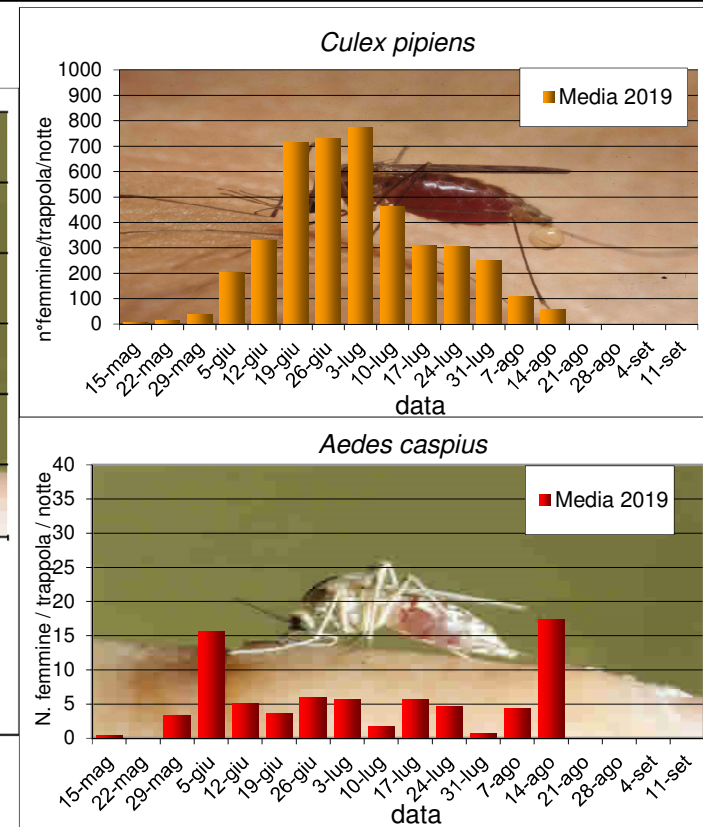 Culex pipiens
1000
900
800
700
600
500
400
300
200
100
0
n°femmine/trappola/notte
Media 2019
15-mag 22-mag 29-mag 5-giu 12-giu 19-giu 26-giu 3-lug 10-lug 17-lug 24-lug 31-lug 7-ago 14-ago 21-ago 28-ago 4-set 11-set
data
Aedes caspius
40
35
30
25
20
15
10
5
0
N. femmine / trappola / notte
Media 2019
15-mag 22-mag 29-mag 5-giu 12-giu 19-giu 26-giu 3-lug 10-lug 17-lug 24-lug 31-lug 7-ago 14-ago 21-ago 28-ago 4-set 11-set
data